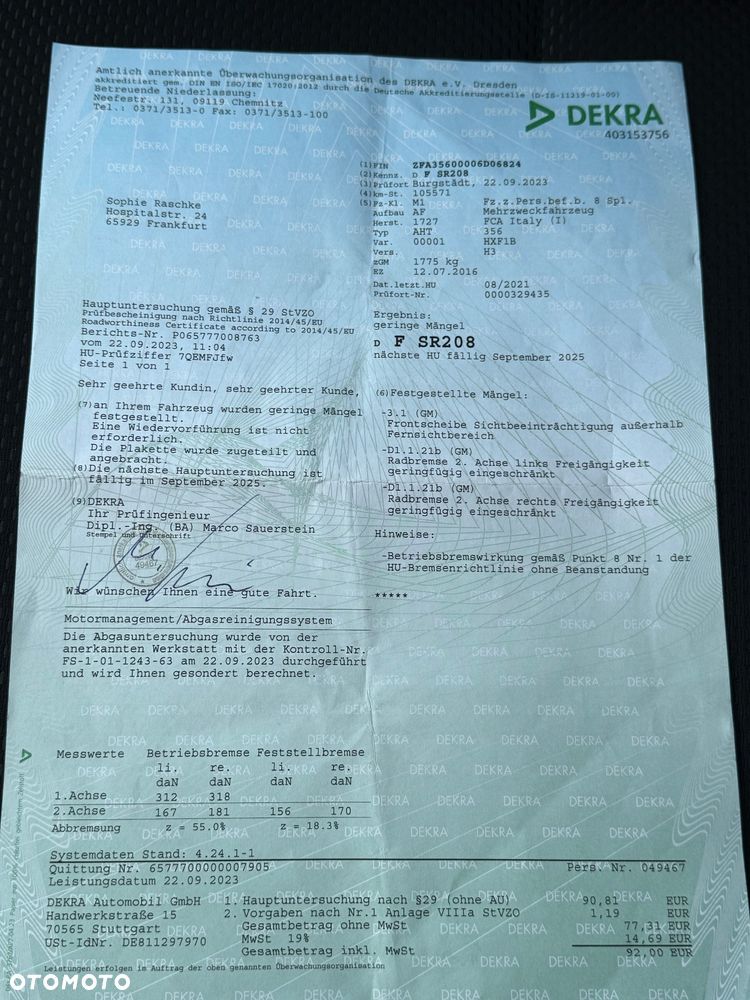 Amtlich anerkannte Überwachungsorganisation des DEKRA e.V. Dresden
akkreditiert gem. DIN EN ISO/IEC 17020:2012 durch die Deutsche Akkreditierungsstelle (D-IS-11219-01-00)
Betreuende Niederlassung:
Neefestr. 131, 09119 Chemnitz
Tel.: 0371/3513-0 Fax: 0371/3513-100
DEKRA
403153756
Sophie Raschke
Hospitalstr. 24
65929 Frankfurt
(1) FIN ZFA35600006D06824
(2) Kennz. D F SR208
(3) Prüfort Burgstädt, 22.09.2023
(4) km-St. 105571
(5) Fz-Kl. M1 Fz.z.Pers.bef.b. 8 Spl.
Aufbau AF Mehrzweckfahrzeug
Herst. 1727 FCA Italy (I)
Typ AHT 356
Var. 00001 HXF1B
Vers. H3
zGM 1775 kg
EZ 12.07.2016
Dat.letzt.HU 08/2021
Prüfort-Nr. 0000329435
Hauptuntersuchung gemäß § 29 StVZO
Prüfbescheinigung nach Richtlinie 2014/45/EU
Roadworthiness Certificate according to 2014/45/EU
Berichts-Nr. P065777008763
vom 22.09.2023, 11:04
HU-Prüfziffer 7QEMFJfw
Seite 1 von 1
Ergebnis:
geringe Mängel
D F SR208
nächste HU fällig September 2025
Sehr geehrte Kundin, sehr geehrter Kunde,
(7) an Ihrem Fahrzeug wurden geringe Mängel
festgestellt.
Eine Wiedervorführung ist nicht
erforderlich.
Die Plakette wurde zugeteilt und
angebracht.
(8) Die nächste Hauptuntersuchung ist
fällig im September 2025.
(9) DEKRA
Ihr Prüfingenieur
Dipl.-Ing. (BA) Marco Sauerstein
Stempel und Unterschrift
49467
Wir wünschen Ihnen eine gute Fahrt.
(6) Festgestellte Mängel:
-3.1 (GM)
Frontscheibe Sichtbeeinträchtigung außerhalb
Fernsichtbereich
-D1.1.21b (GM)
Radbremse 2. Achse links Freigängigkeit
geringfügig eingeschränkt
-D1.1.21b (GM)
Radbremse 2. Achse rechts Freigängigkeit
geringfügig eingeschränkt
Hinweise:
-Betriebsbremswirkung gemäß Punkt 8 Nr. 1 der
HU-Bremsenrichtlinie ohne Beanstandung
*****
Motormanagement/Abgasreinigungssystem
Die Abgasuntersuchung wurde von der
anerkannten Werkstatt mit der Kontroll-Nr.
FS-1-01-1243-63 am 22.09.2023 durchgeführt
und wird Ihnen gesondert berechnet.
Messwerte Betriebsbremse Feststellbremse
li. re. li. re.
daN daN daN daN
1.Achse 312 318
2.Achse 167 181 156 170
Abbremsung z = 55.0% z = 18.3%
Systemdaten Stand: 4.24.1-1
Quittung Nr. 6577700000007905 Pers. Nr. 049467
Leistungsdatum 22.09.2023
DEKRA Automobil GmbH
Handwerkstraße 15
70565 Stuttgart
USt-IdNr. DE811297970
1. Hauptuntersuchung nach §29 (ohne AU) 90,81 EUR
2. Vorgaben nach Nr.1 Anlage VIIIa StVZO 1,19 EUR
Gesamtbetrag ohne MwSt 77,31 EUR
MwSt 19% 14,69 EUR
Gesamtbetrag inkl. MwSt 92,00 EUR
Leistungen erfolgen im Auftrag der oben genannten Überwachungsorganisation
OTOMOTO